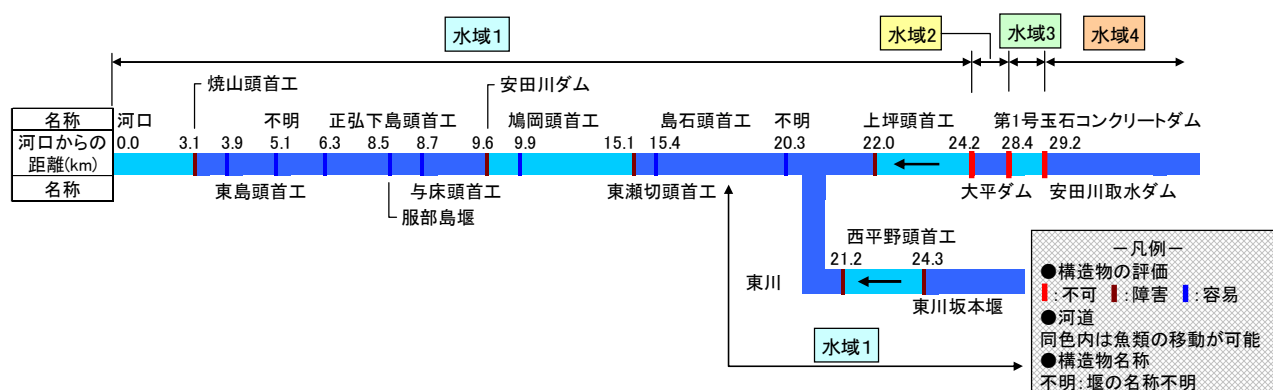 水域1
水域2
水域3
水域4
焼山頭首工
安田川ダム
名称
河口
不明
正弘下島頭首工
鳩岡頭首工
島石頭首工
不明
上坪頭首工
第1号玉石コンクリートダム
河口からの
距離(km)
0.0
3.1
3.9
5.1
6.3
8.5
8.7
9.6
9.9
15.1
15.4
20.3
22.0
24.2
28.4
29.2
名称
東島頭首工
与床頭首工
東瀬切頭首工
大平ダム
安田川取水ダム
服部島堰
西平野頭首工
21.2
24.3
東川
東川坂本堰
水域1
-凡例-
●構造物の評価
:不可
:障害
:容易
●河道
同色内は魚類の移動が可能
●構造物名称
不明:堰の名称不明